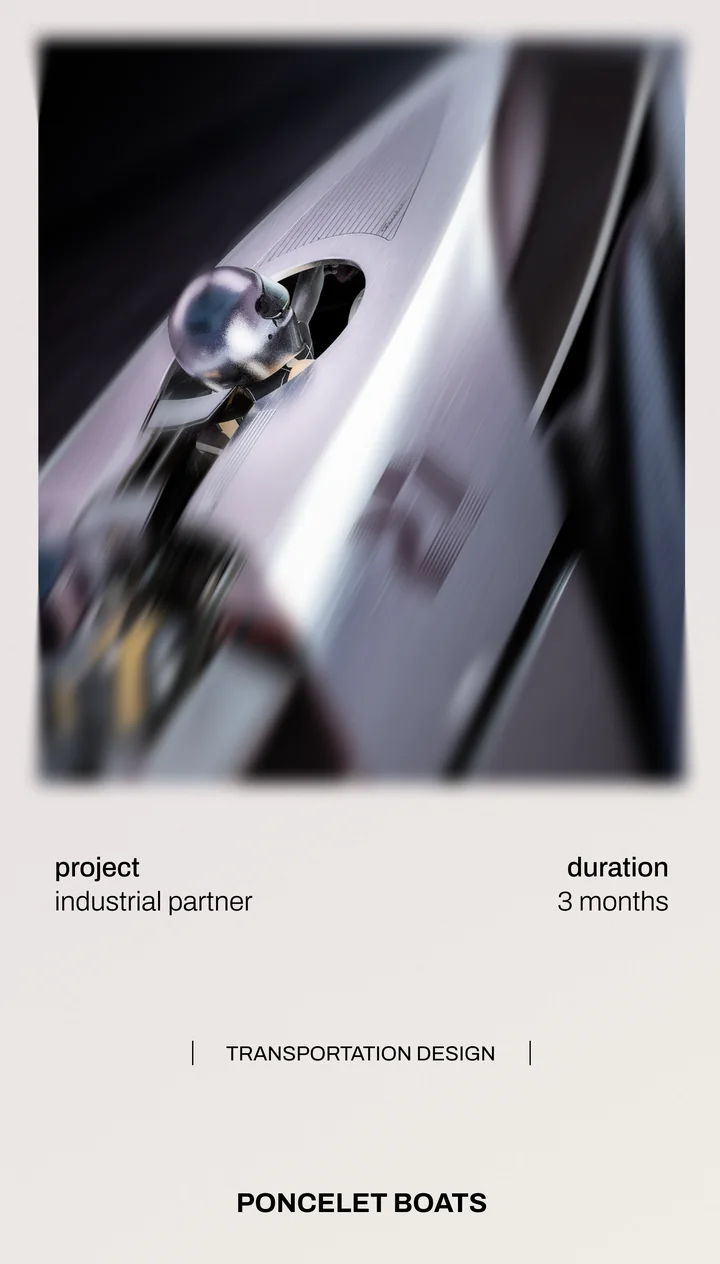 project
industrial partner
duration
3 months
TRANSPORTATION DESIGN
PONCELET BOATS